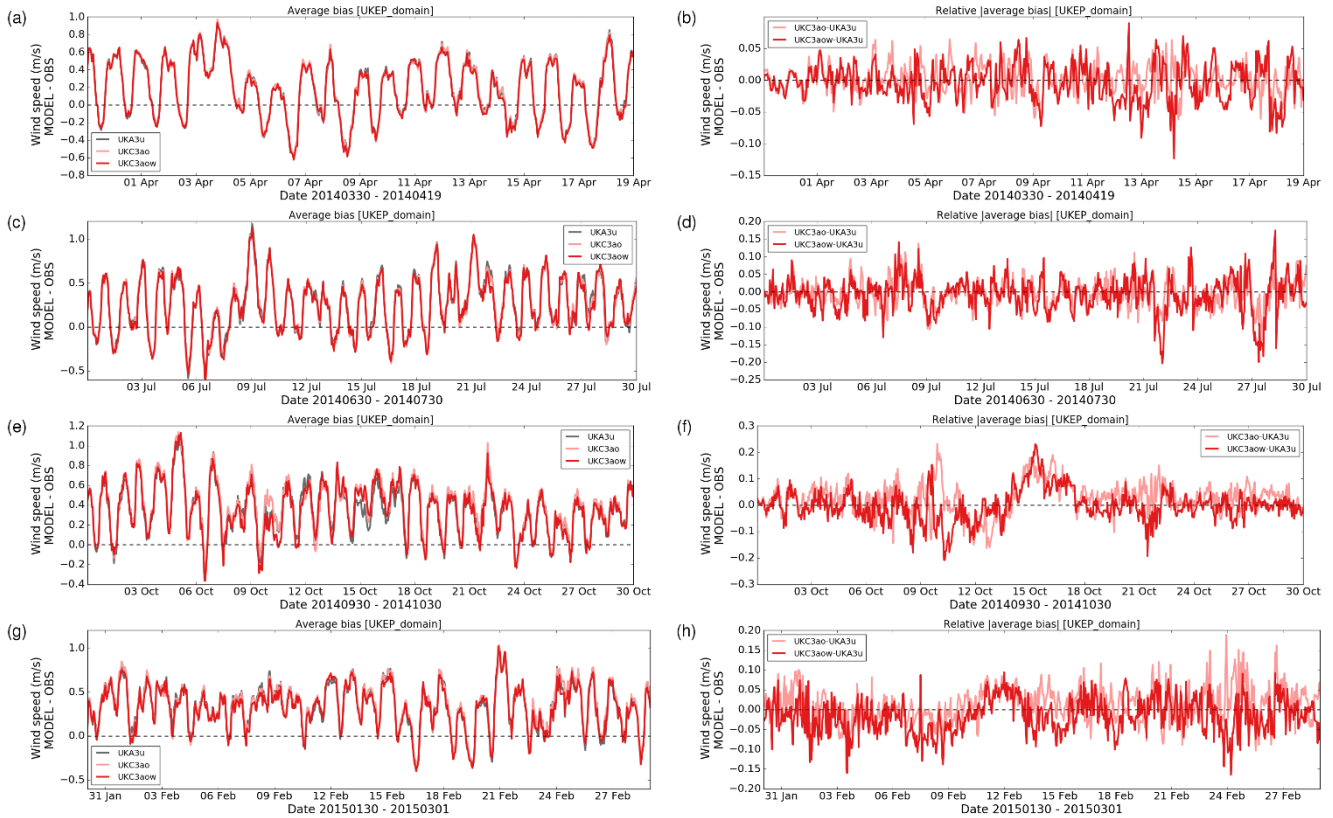 (a)
Average bias [UKEP_domain]
Wind speed (m/s)
MODEL - OBS
1.0
0.8
0.6
0.4
0.2
0.0
−0.2
−0.4
−0.6
−0.8
UKA3u
UKC3ao
UKC3aow
01 Apr 03 Apr 05 Apr 07 Apr 09 Apr 11 Apr 13 Apr 15 Apr 17 Apr 19 Apr
Date 20140330 - 20140419
(b)
Relative |average bias| [UKEP_domain]
Wind speed (m/s)
MODEL - OBS
0.05
0.00
−0.05
−0.10
−0.15
UKC3ao-UKA3u
UKC3aow-UKA3u
01 Apr 03 Apr 05 Apr 07 Apr 09 Apr 11 Apr 13 Apr 15 Apr 17 Apr 19 Apr
Date 20140330 - 20140419
(c)
Average bias [UKEP_domain]
Wind speed (m/s)
MODEL - OBS
1.0
0.5
0.0
−0.5
UKA3u
UKC3ao
UKC3aow
03 Jul 06 Jul 09 Jul 12 Jul 15 Jul 18 Jul 21 Jul 24 Jul 27 Jul 30 Jul
Date 20140630 - 20140730
(d)
Relative |average bias| [UKEP_domain]
Wind speed (m/s)
MODEL - OBS
0.20
0.15
0.10
0.05
0.00
−0.05
−0.10
−0.15
−0.20
−0.25
UKC3ao-UKA3u
UKC3aow-UKA3u
03 Jul 06 Jul 09 Jul 12 Jul 15 Jul 18 Jul 21 Jul 24 Jul 27 Jul 30 Jul
Date 20140630 - 20140730
(e)
Average bias [UKEP_domain]
Wind speed (m/s)
MODEL - OBS
1.2
1.0
0.8
0.6
0.4
0.2
0.0
−0.2
−0.4
UKA3u
UKC3ao
UKC3aow
03 Oct 06 Oct 09 Oct 12 Oct 15 Oct 18 Oct 21 Oct 24 Oct 27 Oct 30 Oct
Date 20140930 - 20141030
(f)
Relative |average bias| [UKEP_domain]
Wind speed (m/s)
MODEL - OBS
0.3
0.2
0.1
0.0
−0.1
−0.2
−0.3
UKC3ao-UKA3u
UKC3aow-UKA3u
03 Oct 06 Oct 09 Oct 12 Oct 15 Oct 18 Oct 21 Oct 24 Oct 27 Oct 30 Oct
Date 20140930 - 20141030
(g)
Average bias [UKEP_domain]
Wind speed (m/s)
MODEL - OBS
1.0
0.5
0.0
−0.5
UKA3u
UKC3ao
UKC3aow
31 Jan 03 Feb 06 Feb 09 Feb 12 Feb 15 Feb 18 Feb 21 Feb 24 Feb 27 Feb
Date 20150130 - 20150301
(h)
Relative |average bias| [UKEP_domain]
Wind speed (m/s)
MODEL - OBS
0.20
0.15
0.10
0.05
0.00
−0.05
−0.10
−0.15
−0.20
UKC3ao-UKA3u
UKC3aow-UKA3u
31 Jan 03 Feb 06 Feb 09 Feb 12 Feb 15 Feb 18 Feb 21 Feb 24 Feb 27 Feb
Date 20150130 - 20150301